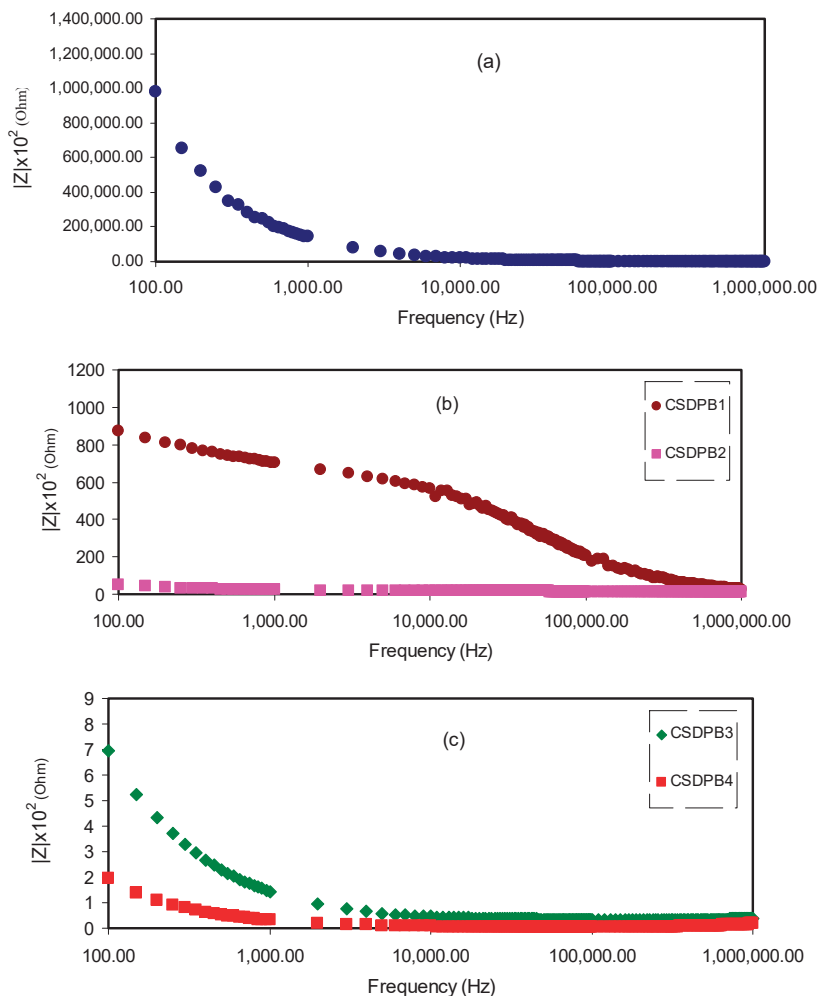 1,400,000.00
1,200,000.00
1,000,000.00
800,000.00
600,000.00
400,000.00
200,000.00
0.00
|Z|x10² (Ohm)
(a)
100.00 1,000.00 10,000.00 100,000.00 1,000,000.00
Frequency (Hz)
1200
1000
800
600
400
200
0
|Z|x10² (Ohm)
(b)
CSDPB1
CSDPB2
100.00 1,000.00 10,000.00 100,000.00 1,000,000.00
Frequency (Hz)
9
8
7
6
5
4
3
2
1
0
|Z|x10² (Ohm)
(c)
CSDPB3
CSDPB4
100.00 1,000.00 10,000.00 100,000.00 1,000,000.00
Frequency (Hz)